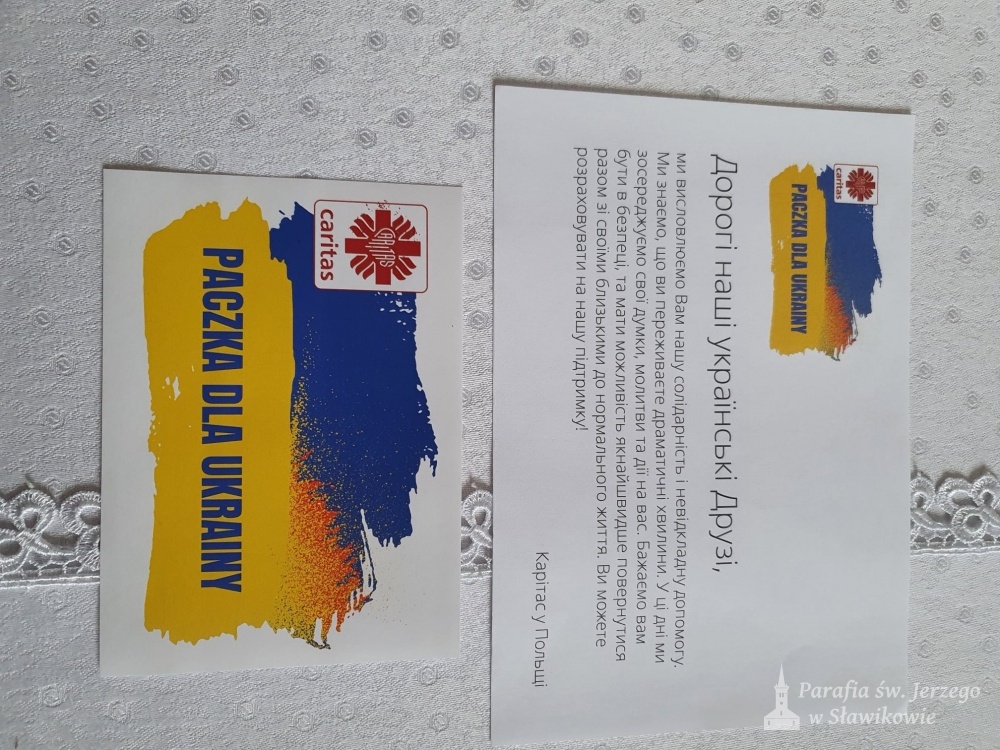 CARITAS
caritas
PACZKA DLA UKRAINY
caritas
PACZKA DLA UKRAINY
Дорогі наші українські Друзі,
ми висловлюємо Вам нашу солідарність і невідкладну допомогу.
Ми знаємо, що ви переживаєте драматичні хвилини. У ці дні ми
зосереджуємо свої думки, молитви та дії на вас. Бажаємо вам
бути в безпеці, та мати можливість якнайшвидше повернутися
разом зі своїми близькими до нормального життя. Ви можете
розраховувати на нашу підтримку!
Карітас у Польщі
Parafia św. Jerzego
w Sławikowie